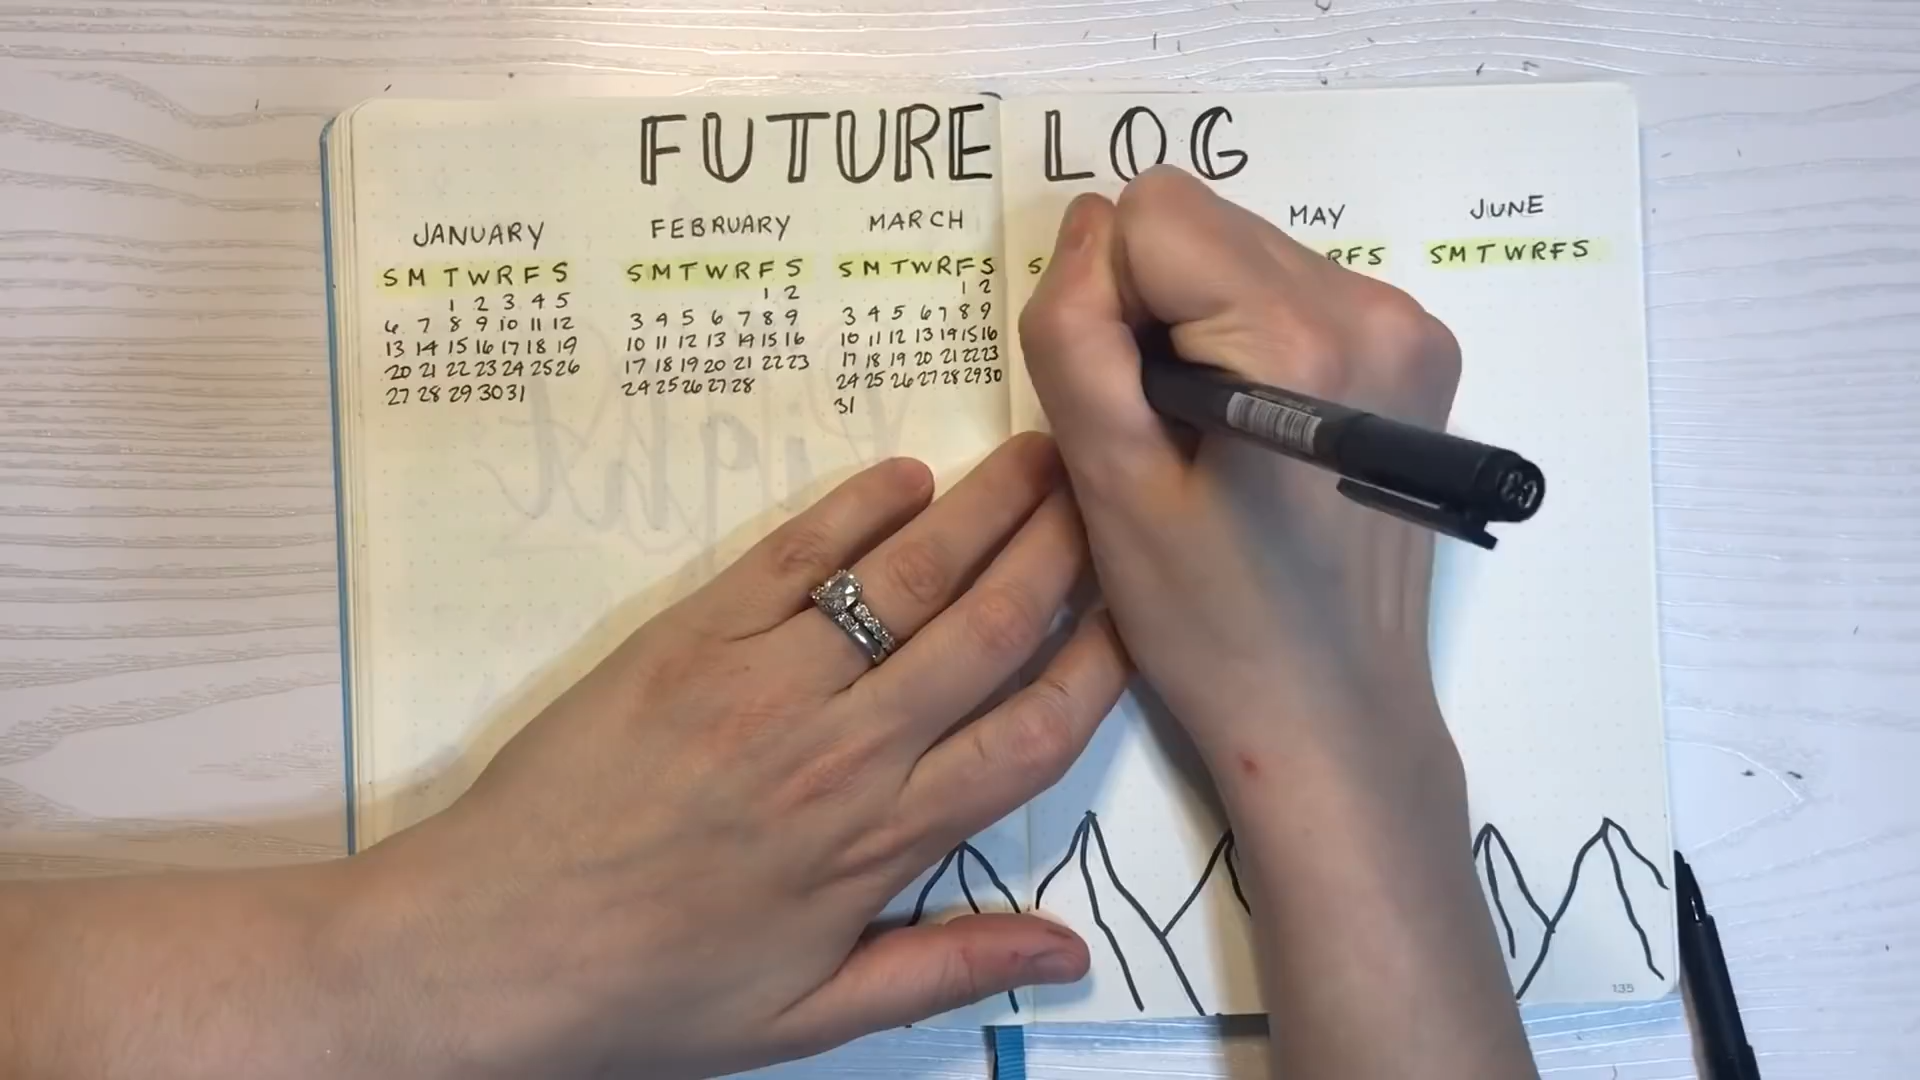 FUTURE LOG
JANUARY
S M T W R F S
1 2 3 4 5
6 7 8 9 10 11 12
13 14 15 16 17 18 19
20 21 22 23 24 25 26
27 28 29 30 31
FEBRUARY
S M T W R F S
1 2
3 4 5 6 7 8 9
10 11 12 13 14 15 16
17 18 19 20 21 22 23
24 25 26 27 28
MARCH
S M T W R F S
1 2
3 4 5 6 7 8 9
10 11 12 13 14 15 16
17 18 19 20 21 22 23
24 25 26 27 28 29 30
31
S
MAY
R F S
JUNE
S M T W R F S
135